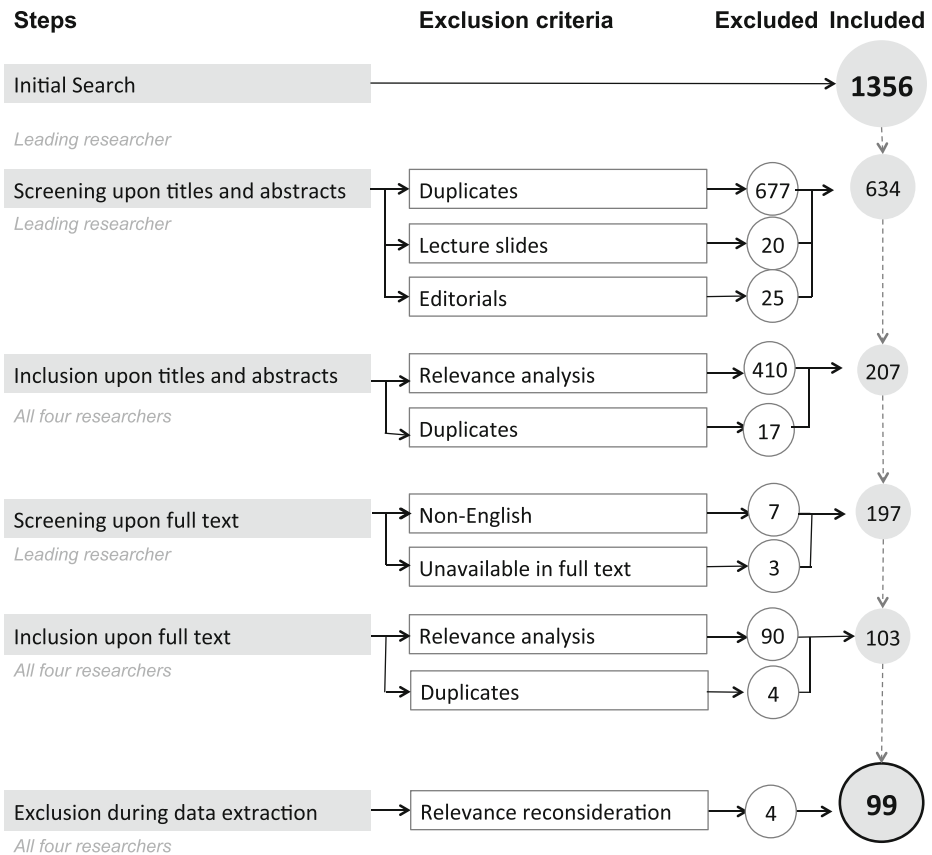 Steps Exclusion criteria Excluded Included
Initial Search 1356
Leading researcher
Screening upon titles and abstracts Duplicates 677 634
Leading researcher
Lecture slides 20
Editorials 25
Inclusion upon titles and abstracts Relevance analysis 410 207
All four researchers
Duplicates 17
Screening upon full text Non-English 7 197
Leading researcher
Unavailable in full text 3
Inclusion upon full text Relevance analysis 90 103
All four researchers
Duplicates 4
Exclusion during data extraction Relevance reconsideration 4 99
All four researchers